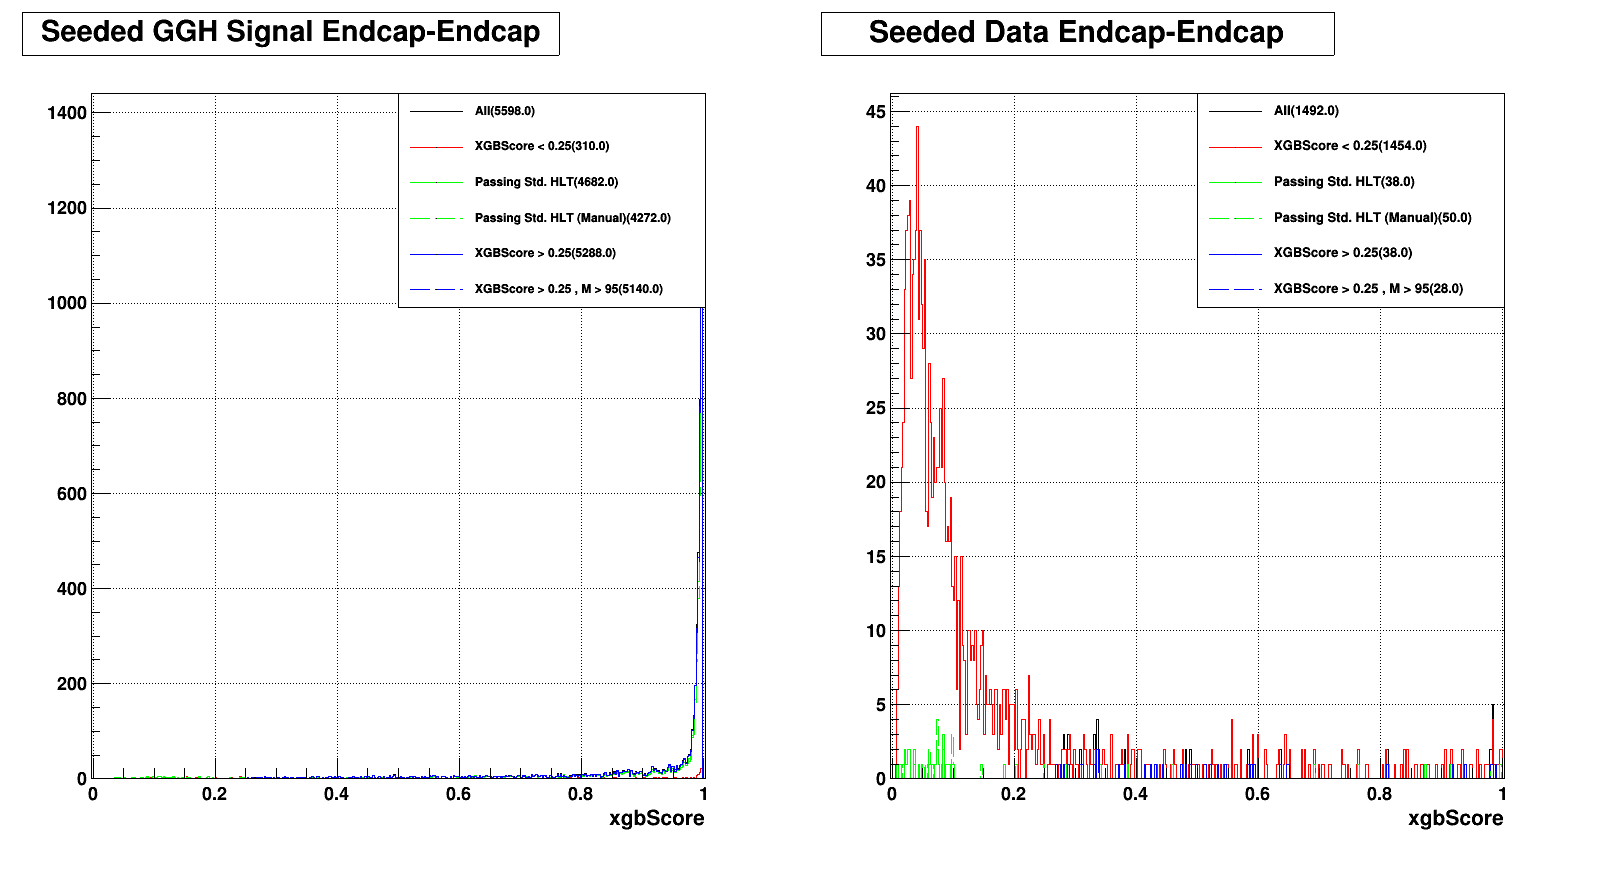 Seeded GGH Signal Endcap-Endcap
All(5598.0)
XGBScore < 0.25(310.0)
Passing Std. HLT(4682.0)
Passing Std. HLT (Manual)(4272.0)
XGBScore > 0.25(5288.0)
XGBScore > 0.25 , M > 95(5140.0)
1400
1200
1000
800
600
400
200
0
0 0.2 0.4 0.6 0.8 1
xgbScore
Seeded Data Endcap-Endcap
All(1492.0)
XGBScore < 0.25(1454.0)
Passing Std. HLT(38.0)
Passing Std. HLT (Manual)(50.0)
XGBScore > 0.25(38.0)
XGBScore > 0.25 , M > 95(28.0)
45
40
35
30
25
20
15
10
5
0
0 0.2 0.4 0.6 0.8 1
xgbScore